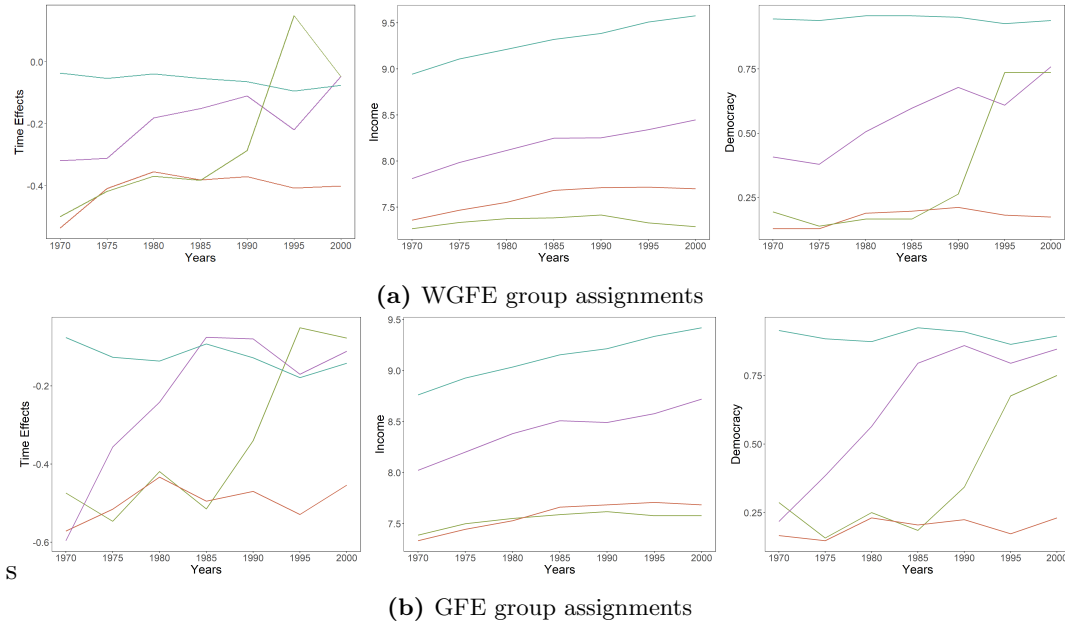 0.0
-0.2
-0.4
Time Effects
1970 1975 1980 1985 1990 1995 2000
Years
9.5
9.0
8.5
8.0
7.5
Income
1970 1975 1980 1985 1990 1995 2000
Years
0.75
0.50
0.25
Democracy
1970 1975 1980 1985 1990 1995 2000
Years
(a) WGFE group assignments
-0.2
-0.4
-0.6
Time Effects
1970 1975 1980 1985 1990 1995 2000
Years
9.5
9.0
8.5
8.0
7.5
Income
1970 1975 1980 1985 1990 1995 2000
Years
0.75
0.50
0.25
Democracy
1970 1975 1980 1985 1990 1995 2000
Years
S
(b) GFE group assignments